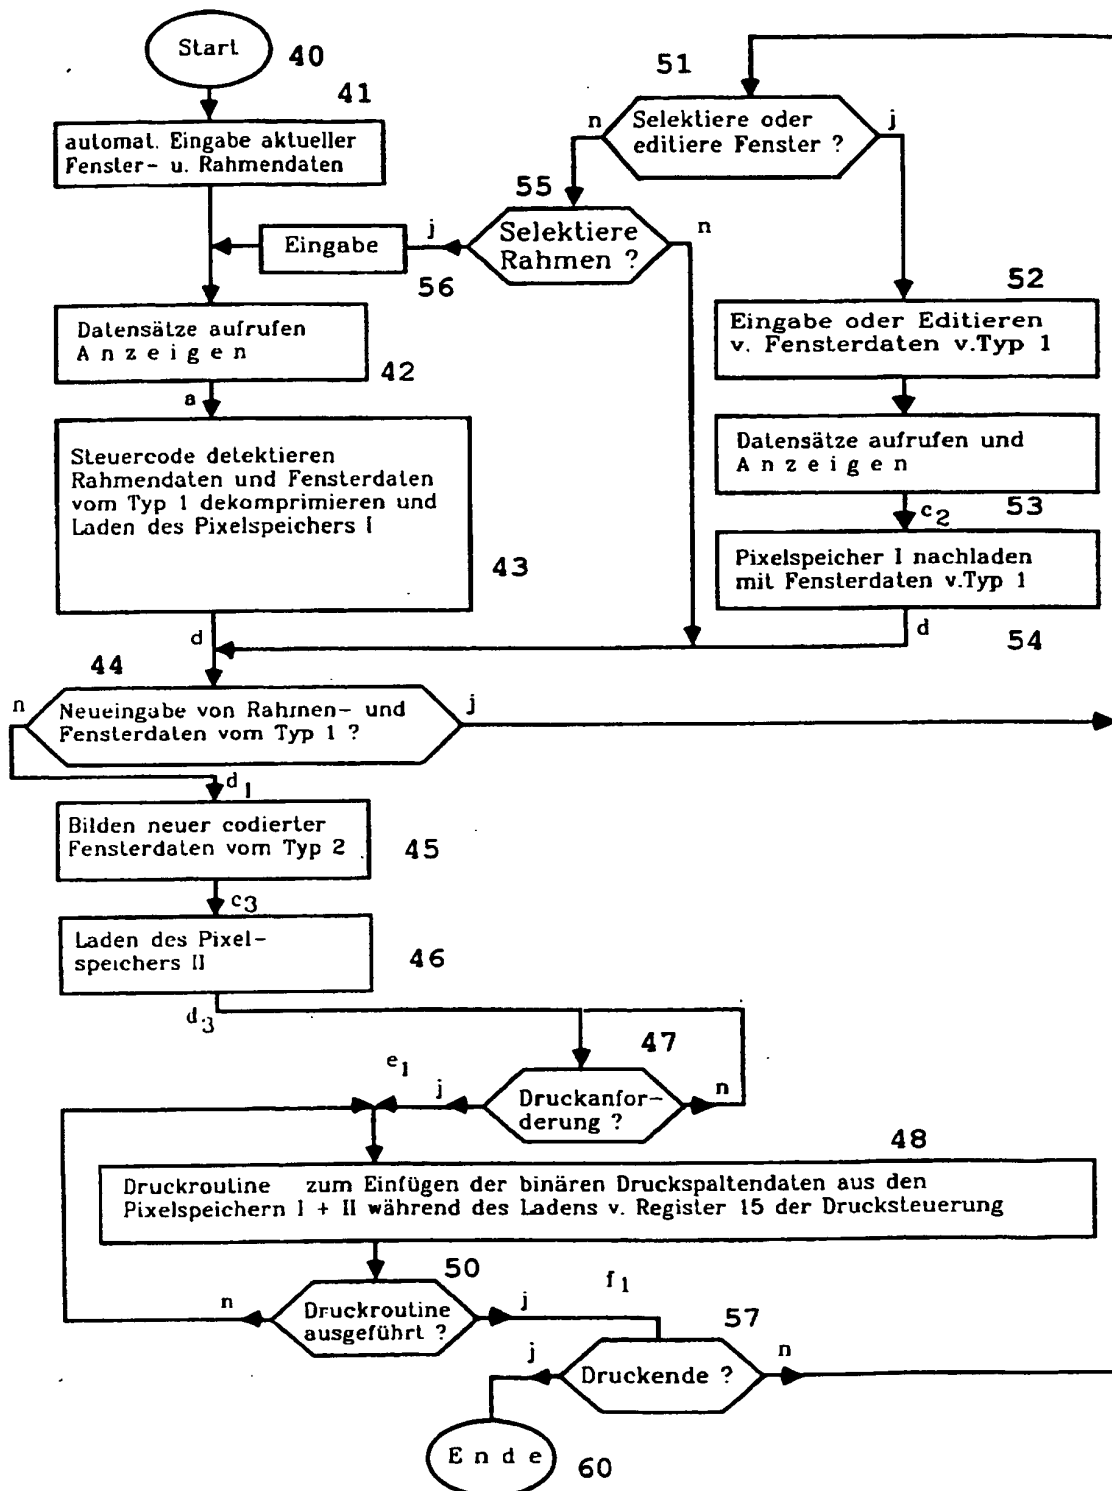 Start
40
41
automat. Eingabe aktueller
Fenster- u. Rahmendaten
51
Selektiere oder
editiere Fenster ?
n
j
55
Selektiere
Rahmen ?
j
n
Eingabe
56
52
Eingabe oder Editieren
v. Fensterdaten v.Typ 1
Datensätze aufrufen
A n z e i g e n
42
a
Datensätze aufrufen und
A n z e i g e n
53
c2
Steuercode detektieren
Rahmendaten und Fensterdaten
vom Typ 1 dekomprimieren und
Laden des Pixelspeichers I
43
Pixelspeicher I nachladen
mit Fensterdaten v.Typ 1
54
d
d
44
n
Neueingabe von Rahmen- und
Fensterdaten vom Typ 1 ?
j
d1
Bilden neuer codierter
Fensterdaten vom Typ 2
45
c3
Laden des Pixel-
speichers II
46
d3
47
e1
j
Druckanfor-
derung ?
n
48
Druckroutine zum Einfügen der binären Druckspaltendaten aus den
Pixelspeichern I + II während des Ladens v. Register 15 der Drucksteuerung
50
n
Druckroutine
ausgeführt ?
j
f1
57
j
Druckende ?
n
E n d e
60